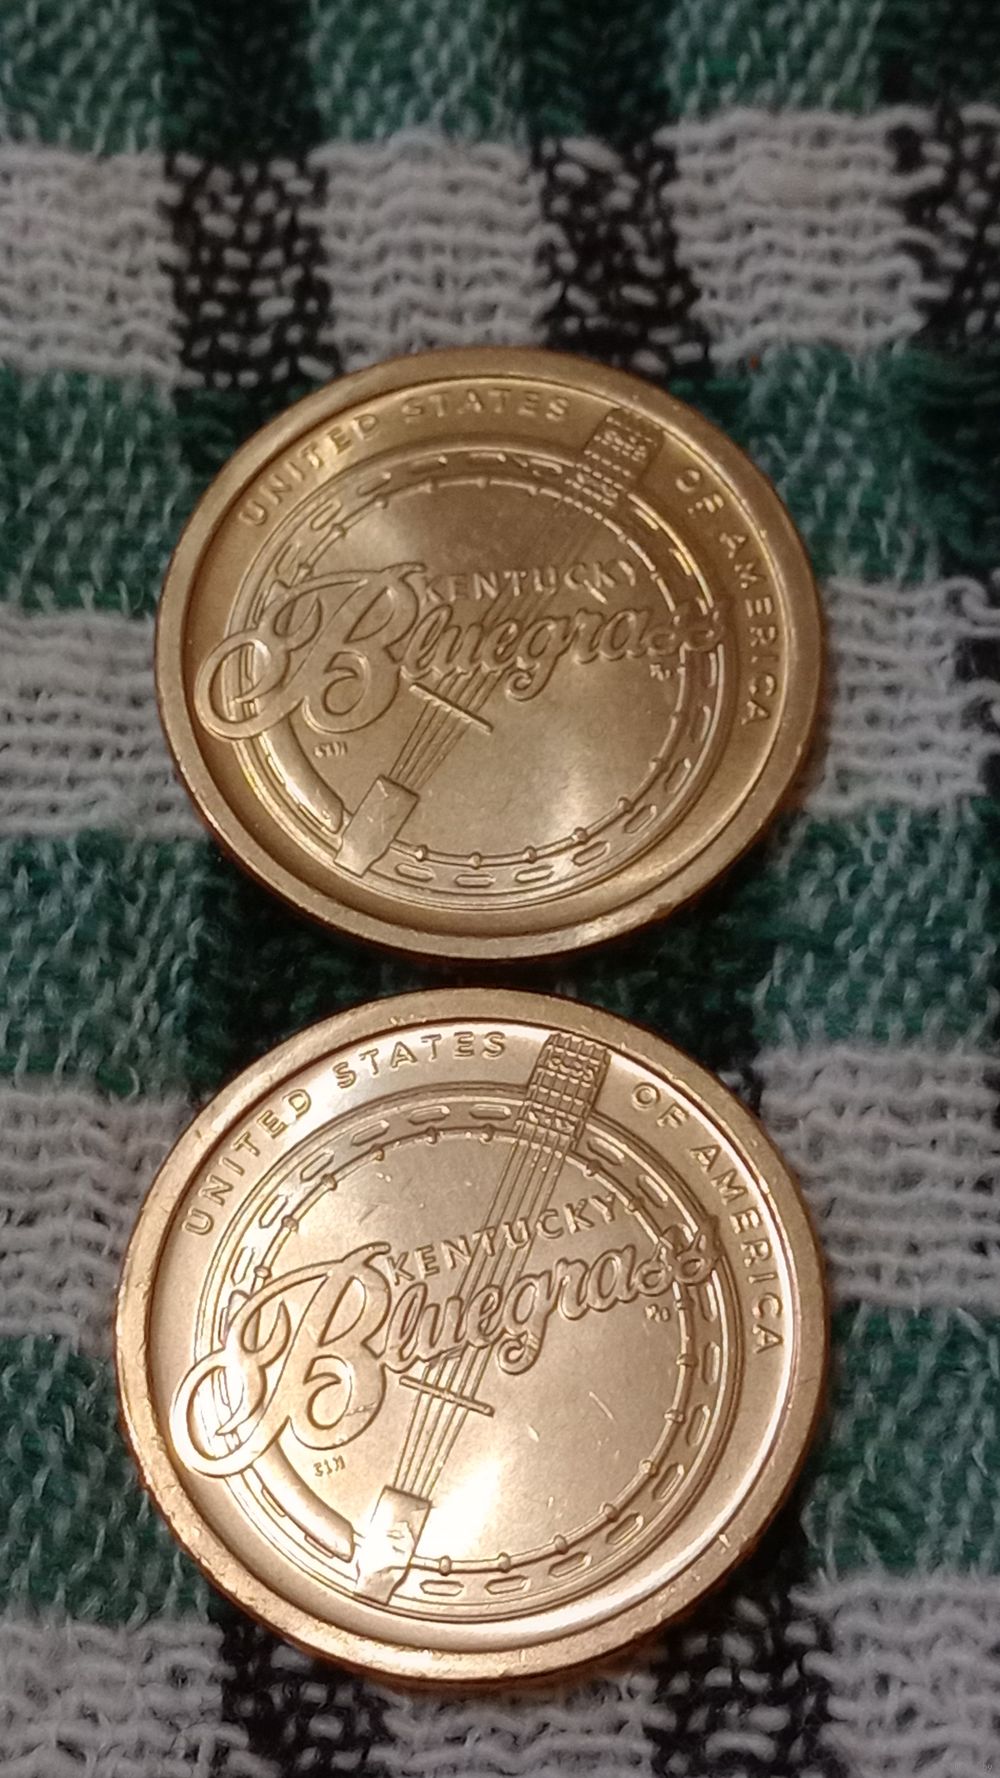 UNITED STATES OF AMERICA
KENTUCKY
Bluegrass
UNITED STATES OF AMERICA
KENTUCKY
Bluegrass